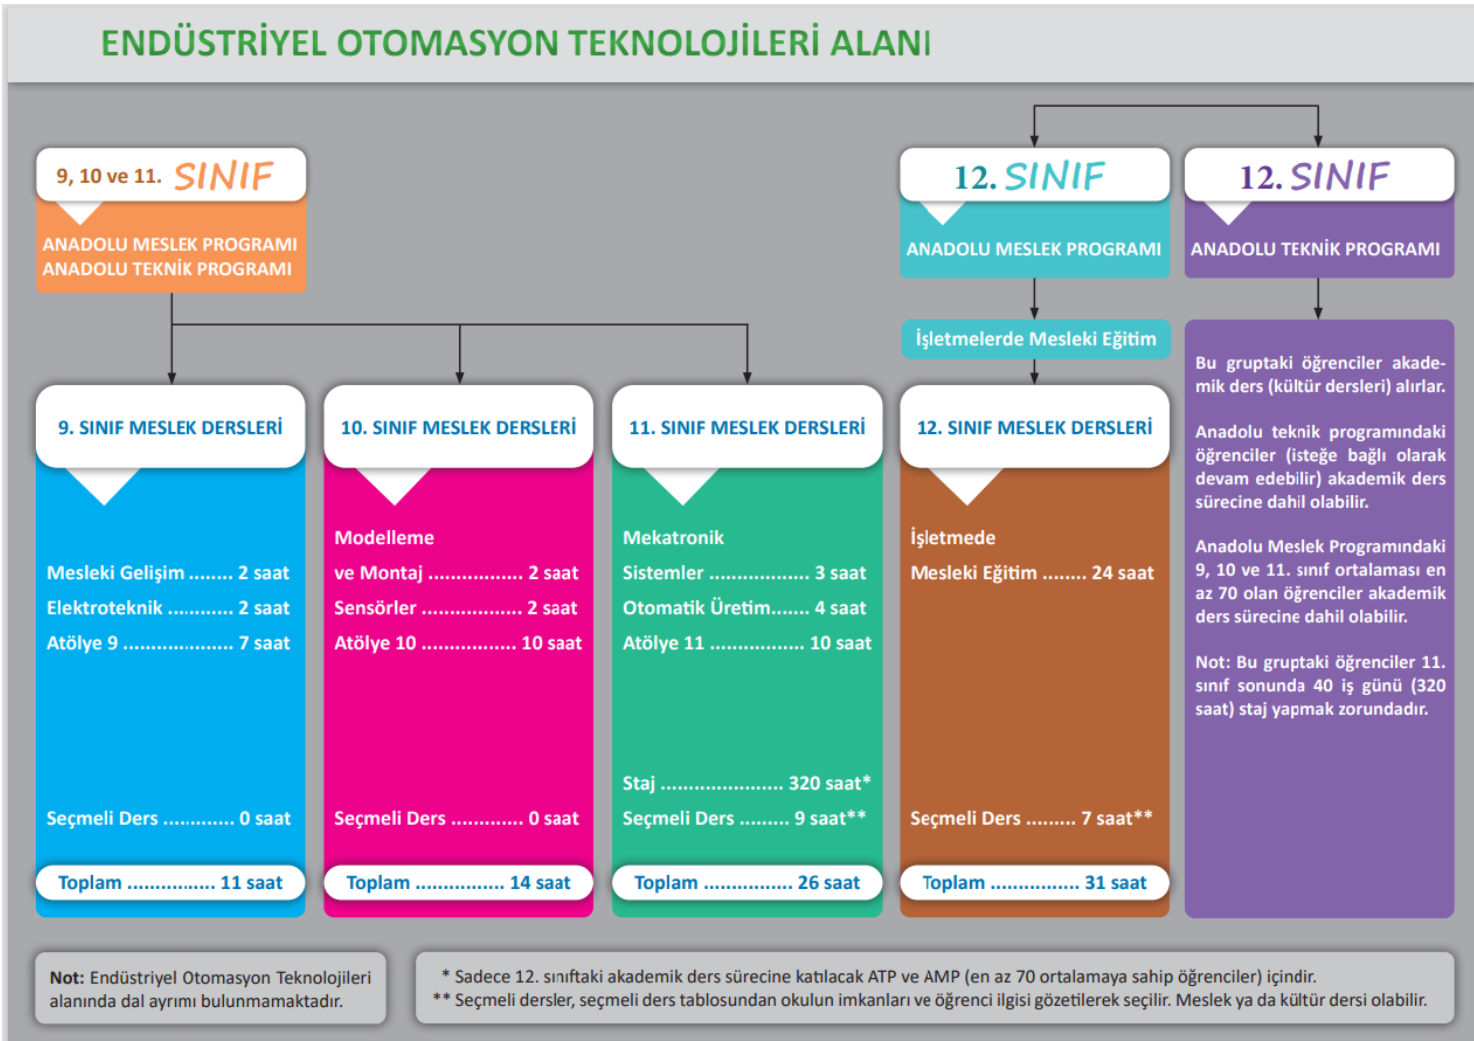 ENDÜSTRİYEL OTOMASYON TEKNOLOJİLERİ ALANI
9, 10 ve 11. SINIF
ANADOLU MESLEK PROGRAMI
ANADOLU TEKNİK PROGRAMI
12. SINIF
ANADOLU MESLEK PROGRAMI
12. SINIF
ANADOLU TEKNİK PROGRAMI
İşletmelerde Mesleki Eğitim
9. SINIF MESLEK DERSLERİ
Mesleki Gelişim ........ 2 saat
Elektroteknik ............ 2 saat
Atölye 9 .................... 7 saat
Seçmeli Ders ............. 0 saat
Toplam ................ 11 saat
10. SINIF MESLEK DERSLERİ
Modelleme
ve Montaj ................. 2 saat
Sensörler .................. 2 saat
Atölye 10 ................. 10 saat
Seçmeli Ders ............. 0 saat
Toplam ................ 14 saat
11. SINIF MESLEK DERSLERİ
Mekatronik
Sistemler .................. 3 saat
Otomatik Üretim....... 4 saat
Atölye 11 ................. 10 saat
Staj ...................... 320 saat*
Seçmeli Ders ......... 9 saat**
Toplam ................ 26 saat
12. SINIF MESLEK DERSLERİ
İşletmede
Mesleki Eğitim ........ 24 saat
Seçmeli Ders ......... 7 saat**
Toplam ................ 31 saat
Bu gruptaki öğrenciler akade-
mik ders (kültür dersleri) alırlar.
Anadolu teknik programındaki
öğrenciler (isteğe bağlı olarak
devam edebilir) akademik ders
sürecine dahil olabilir.
Anadolu Meslek Programındaki
9, 10 ve 11. sınıf ortalaması en
az 70 olan öğrenciler akademik
ders sürecine dahil olabilir.
Not: Bu gruptaki öğrenciler 11.
sınıf sonunda 40 iş günü (320
saat) staj yapmak zorundadır.
Not: Endüstriyel Otomasyon Teknolojileri
alanında dal ayrımı bulunmamaktadır.
* Sadece 12. sınıftaki akademik ders sürecine katılacak ATP ve AMP (en az 70 ortalamaya sahip öğrenciler) içindir.
** Seçmeli dersler, seçmeli ders tablosundan okulun imkanları ve öğrenci ilgisi gözetilerek seçilir. Meslek ya da kültür dersi olabilir.